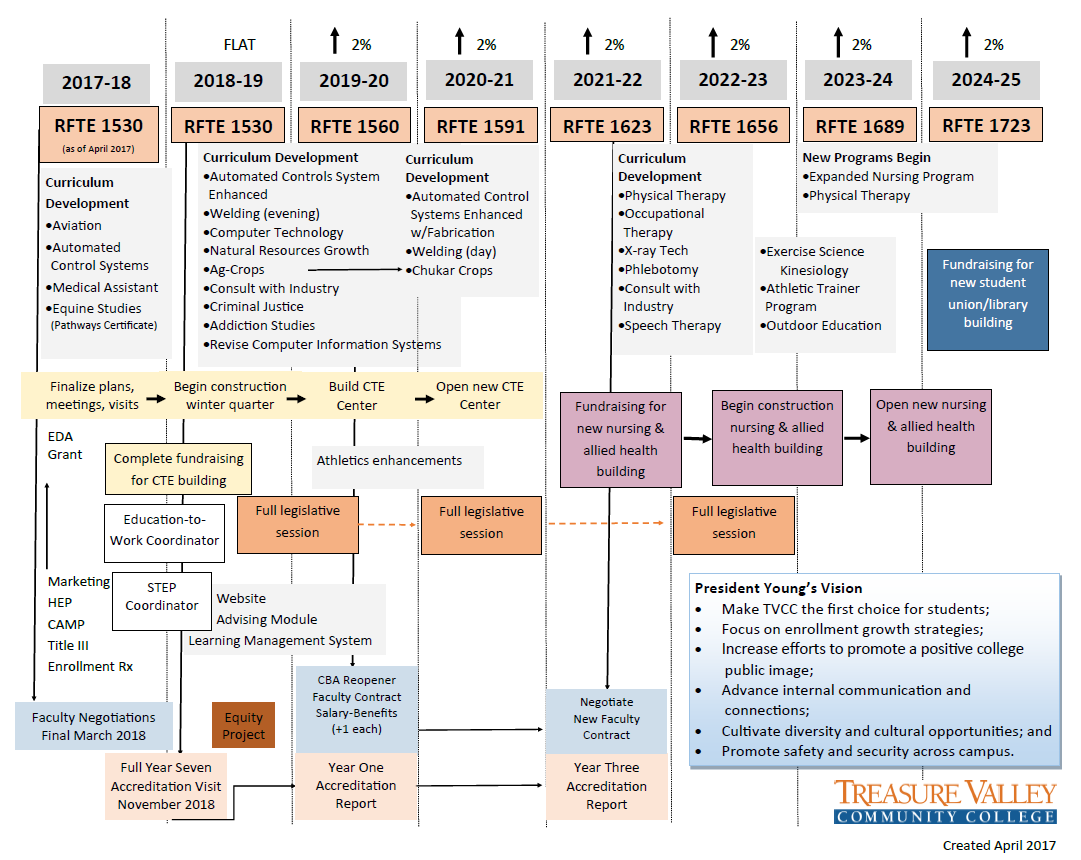 FLAT
2%
2%
2%
2%
2%
2%
2017-18
2018-19
2019-20
2020-21
2021-22
2022-23
2023-24
2024-25
RFTE 1530
(as of April 2017)
RFTE 1530
RFTE 1560
RFTE 1591
RFTE 1623
RFTE 1656
RFTE 1689
RFTE 1723
Curriculum
Development
•Aviation
•Automated
Control Systems
•Medical Assistant
•Equine Studies
(Pathways Certificate)
Curriculum Development
•Automated Controls System
Enhanced
•Welding (evening)
•Computer Technology
•Natural Resources Growth
•Ag-Crops
•Consult with Industry
•Criminal Justice
•Addiction Studies
•Revise Computer Information Systems
Curriculum
Development
•Automated Control
Systems Enhanced
w/Fabrication
•Welding (day)
•Chukar Crops
Curriculum
Development
•Physical Therapy
•Occupational
Therapy
•X-ray Tech
•Phlebotomy
•Consult with
Industry
•Speech Therapy
New Programs Begin
•Expanded Nursing Program
•Physical Therapy
•Exercise Science
Kinesiology
•Athletic Trainer
Program
•Outdoor Education
Fundraising for
new student
union/library
building
Finalize plans,
meetings, visits
Begin construction
winter quarter
Build CTE
Center
Open new CTE
Center
Fundraising for
new nursing &
allied health
building
Begin construction
nursing & allied
health building
Open new nursing
& allied health
building
EDA
Grant
Complete fundraising
for CTE building
Athletics enhancements
Education-to-
Work Coordinator
Full legislative
session
Full legislative
session
Full legislative
session
Marketing
HEP
CAMP
Title III
Enrollment Rx
STEP
Coordinator
Website
Advising Module
Learning Management System
President Young's Vision
• Make TVCC the first choice for students;
• Focus on enrollment growth strategies;
• Increase efforts to promote a positive college
public image;
• Advance internal communication and
connections;
• Cultivate diversity and cultural opportunities; and
• Promote safety and security across campus.
Faculty Negotiations
Final March 2018
Equity
Project
CBA Reopener
Faculty Contract
Salary-Benefits
(+1 each)
Negotiate
New Faculty
Contract
Full Year Seven
Accreditation Visit
November 2018
Year One
Accreditation
Report
Year Three
Accreditation
Report
TREASURE VALLEY
COMMUNITY COLLEGE
Created April 2017